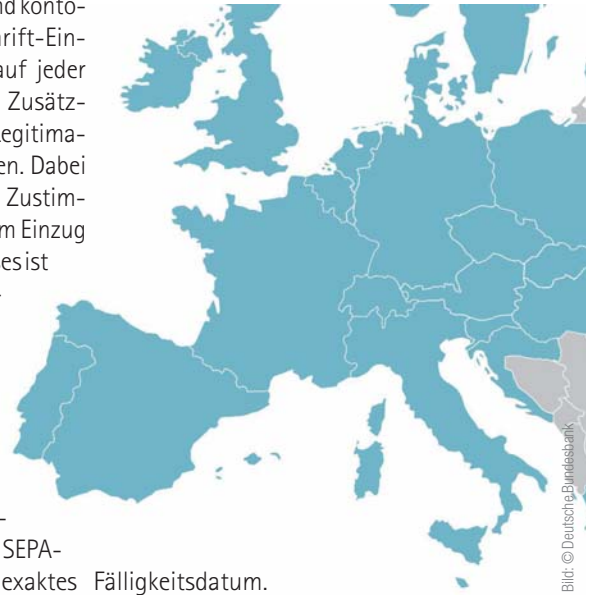 nd konto-
rift-Ein-
auf jeder
Zusätz-
egitima-
en. Dabei
Zustim-
m Einzug
es ist
-
-
SEPA-
exaktes Fälligkeitsdatum.
Bild: © Deutsche Bundesbank